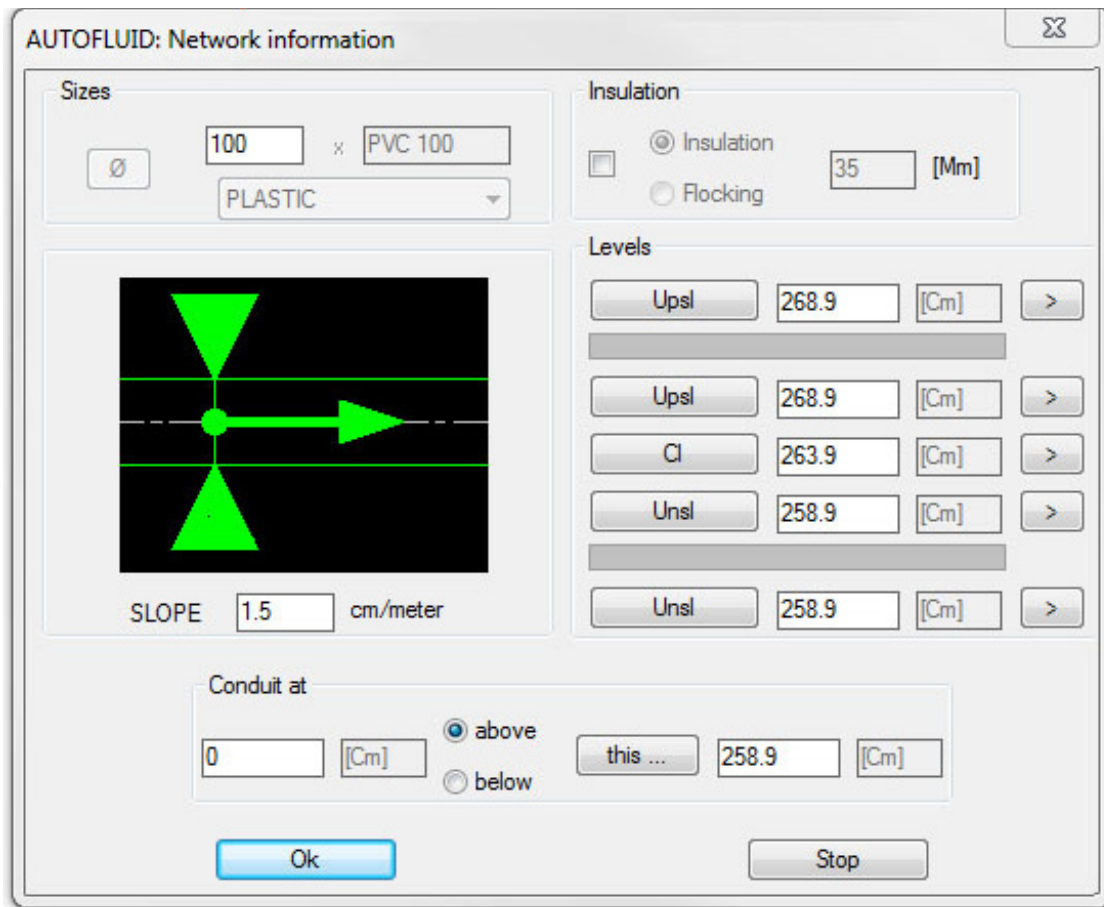 AUTOFLUID: Network information
Sizes
Ø 100 x PVC 100
PLASTIC
Insulation
Insulation
Flocking
35 [Mm]
Levels
Upsl 268.9 [Cm] >
Upsl 268.9 [Cm] >
Cl 263.9 [Cm] >
Unsl 258.9 [Cm] >
Unsl 258.9 [Cm] >
SLOPE 1.5 cm/meter
Conduit at
0 [Cm]
above
below
this ... 258.9 [Cm]
Ok
Stop